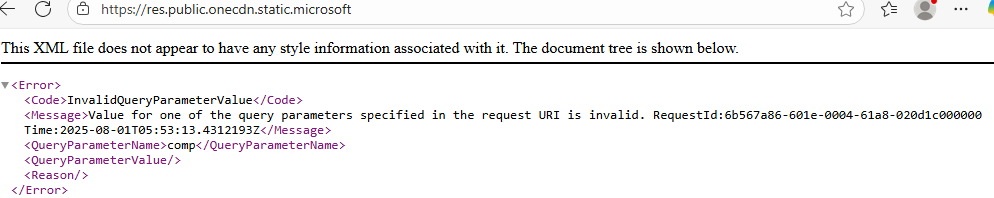 https://res.public.onecdn.static.microsoft
This XML file does not appear to have any style information associated with it. The document tree is shown below.
▼<Error>
<Code>InvalidQueryParameterValue</Code>
<Message>Value for one of the query parameters specified in the request URI is invalid. RequestId:6b567a86-601e-0004-61a8-020d1c000000
Time:2025-08-01T05:53:13.4312193Z</Message>
<QueryParameterName>comp</QueryParameterName>
<QueryParameterValue/>
<Reason/>
</Error>